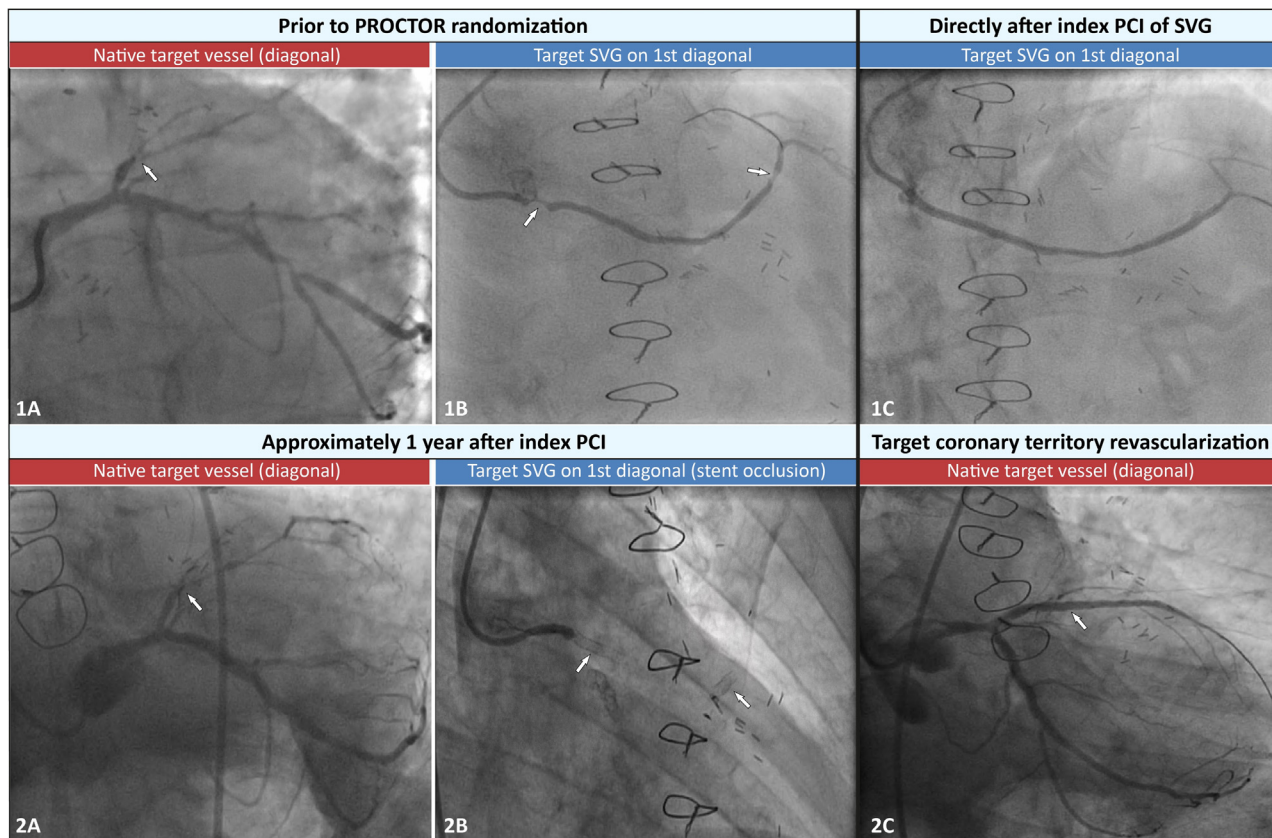 Prior to PROCTOR randomization
Directly after index PCI of SVG
Native target vessel (diagonal)
Target SVG on 1st diagonal
Target SVG on 1st diagonal
1A
1B
1C
Approximately 1 year after index PCI
Target coronary territory revascularization
Native target vessel (diagonal)
Target SVG on 1st diagonal (stent occlusion)
Native target vessel (diagonal)
2A
2B
2C